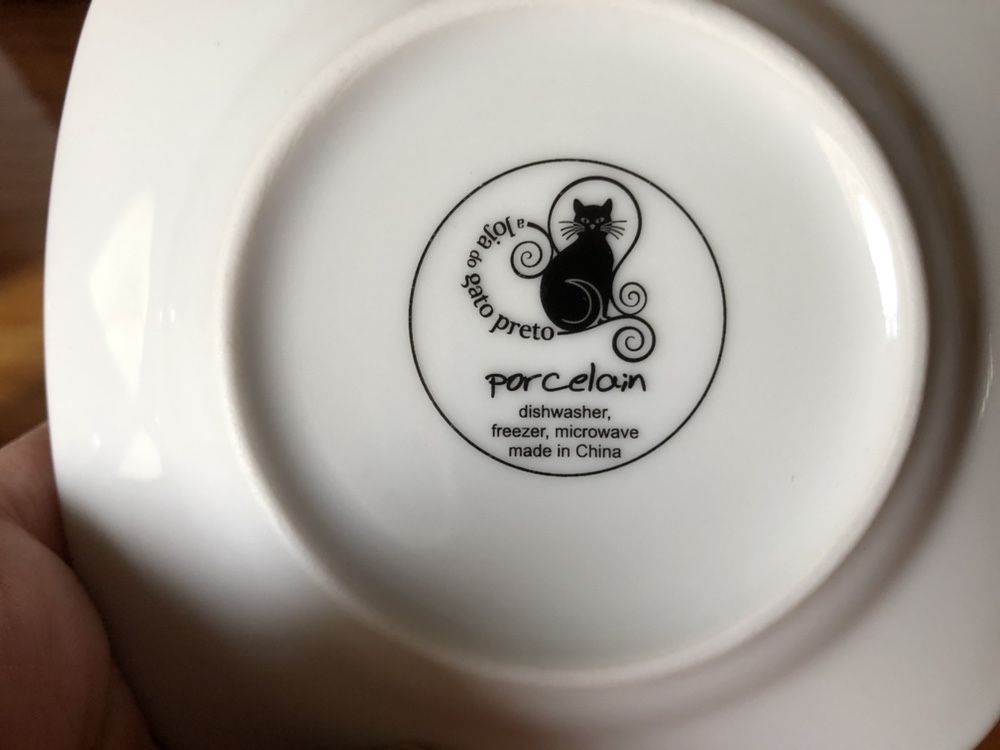 a Loja do gato preto
porcelain
dishwasher,
freezer, microwave
made in China